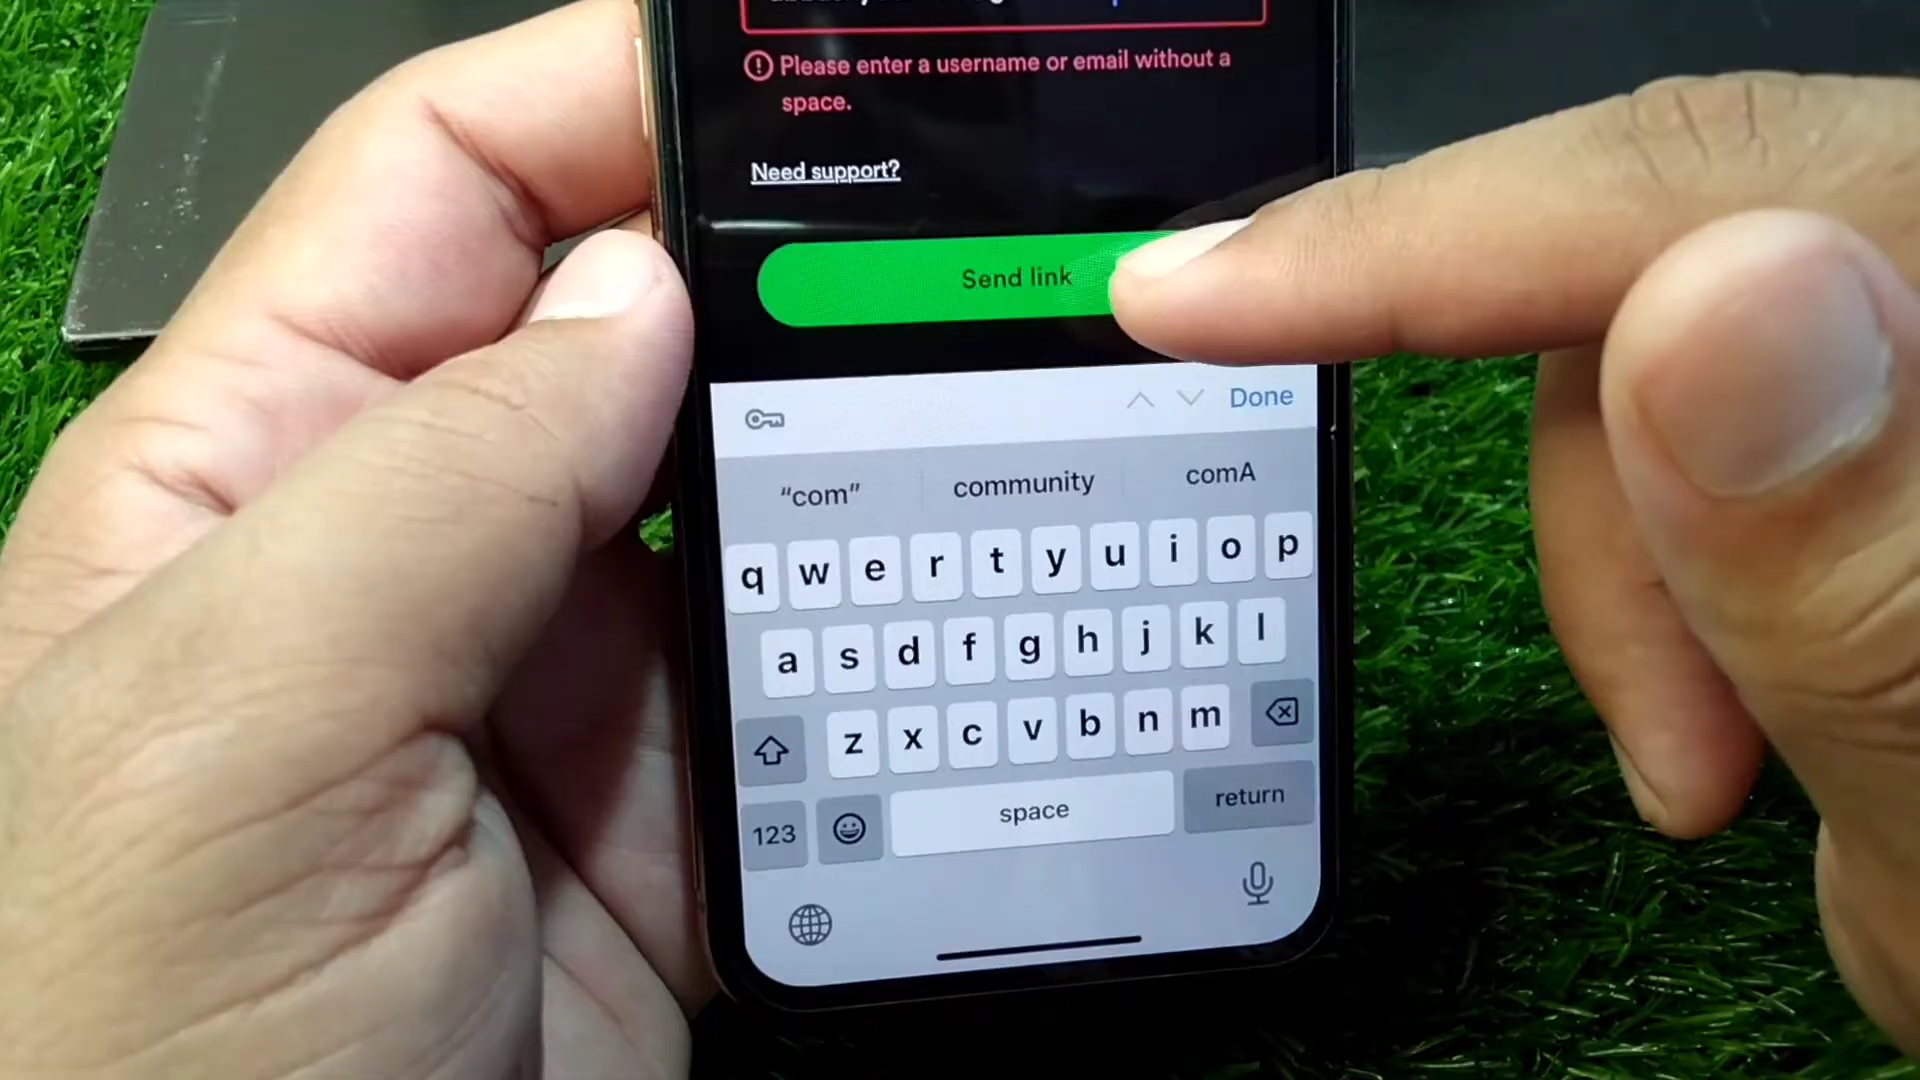 Please enter a username or email without a
space.
Need support?
Send link
Done
“com” community comA
q w e r t y u i o p
a s d f g h j k l
z x c v b n m
123 space return